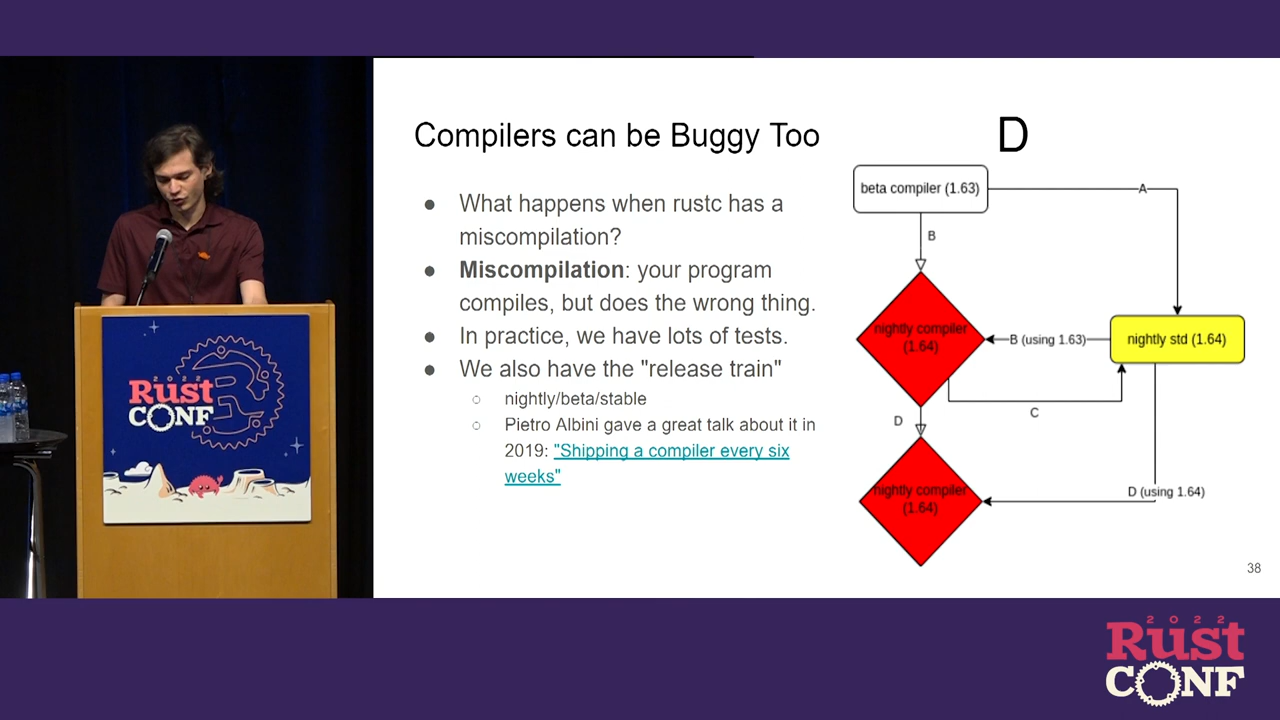 Compilers can be Buggy Too
● What happens when rustc has a
miscompilation?
● Miscompilation: your program
compiles, but does the wrong thing.
● In practice, we have lots of tests.
● We also have the "release train"
○ nightly/beta/stable
○ Pietro Albini gave a great talk about it in
2019: "Shipping a compiler every six
weeks"
D
beta compiler (1.63)
A
B
nightly compiler
(1.64)
B (using 1.63)
nightly std (1.64)
C
D
nightly compiler
(1.64)
D (using 1.64)
38
2022
Rust
CONF
2022
Rust
CONF